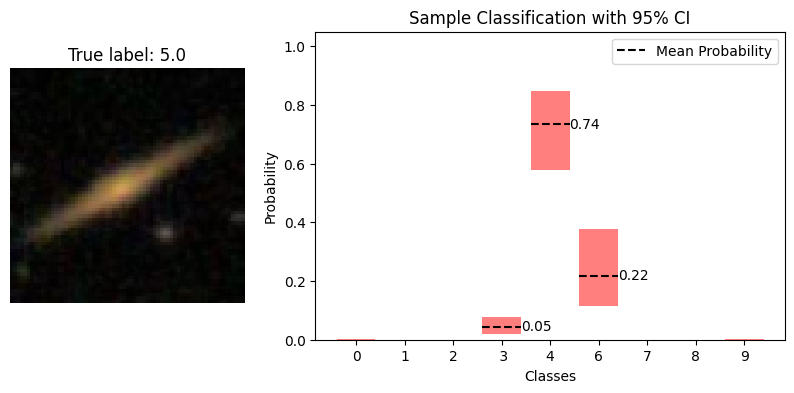 True label: 5.0
Sample Classification with 95% CI
Mean Probability
Probability
1.0
0.8
0.6
0.4
0.2
0.0
0.74
0.22
0.05
0 1 2 3 4 6 7 8 9
Classes